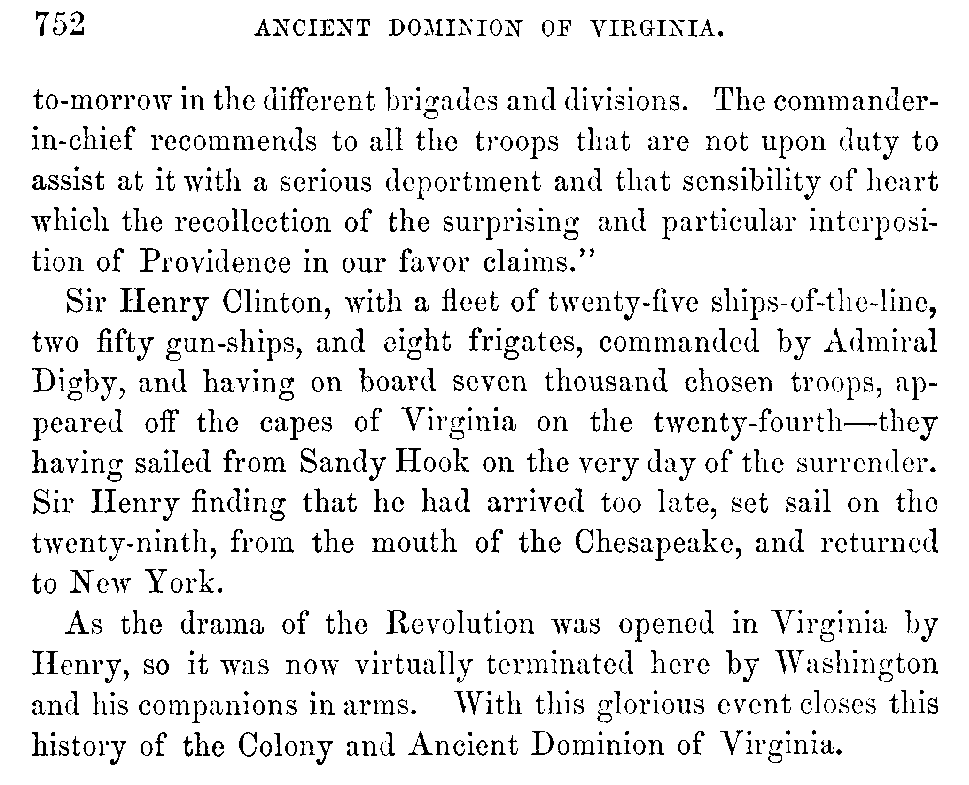 752 ANCIENT DOMINION OF VIRGINIA.
to-morrow in the different brigades and divisions. The commander-
in-chief recommends to all the troops that are not upon duty to
assist at it with a serious deportment and that sensibility of heart
which the recollection of the surprising and particular interposi-
tion of Providence in our favor claims."
Sir Henry Clinton, with a fleet of twenty-five ships-of-the-line,
two fifty gun-ships, and eight frigates, commanded by Admiral
Digby, and having on board seven thousand chosen troops, ap-
peared off the capes of Virginia on the twenty-fourth—they
having sailed from Sandy Hook on the very day of the surrender.
Sir Henry finding that he had arrived too late, set sail on the
twenty-ninth, from the mouth of the Chesapeake, and returned
to New York.
As the drama of the Revolution was opened in Virginia by
Henry, so it was now virtually terminated here by Washington
and his companions in arms. With this glorious event closes this
history of the Colony and Ancient Dominion of Virginia.